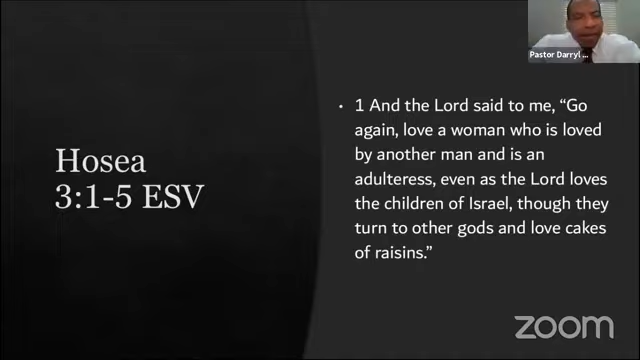 Pastor Darryl ...
Hosea
3:1-5 ESV
• 1 And the Lord said to me, “Go
again, love a woman who is loved
by another man and is an
adulteress, even as the Lord loves
the children of Israel, though they
turn to other gods and love cakes
of raisins.”
zoom